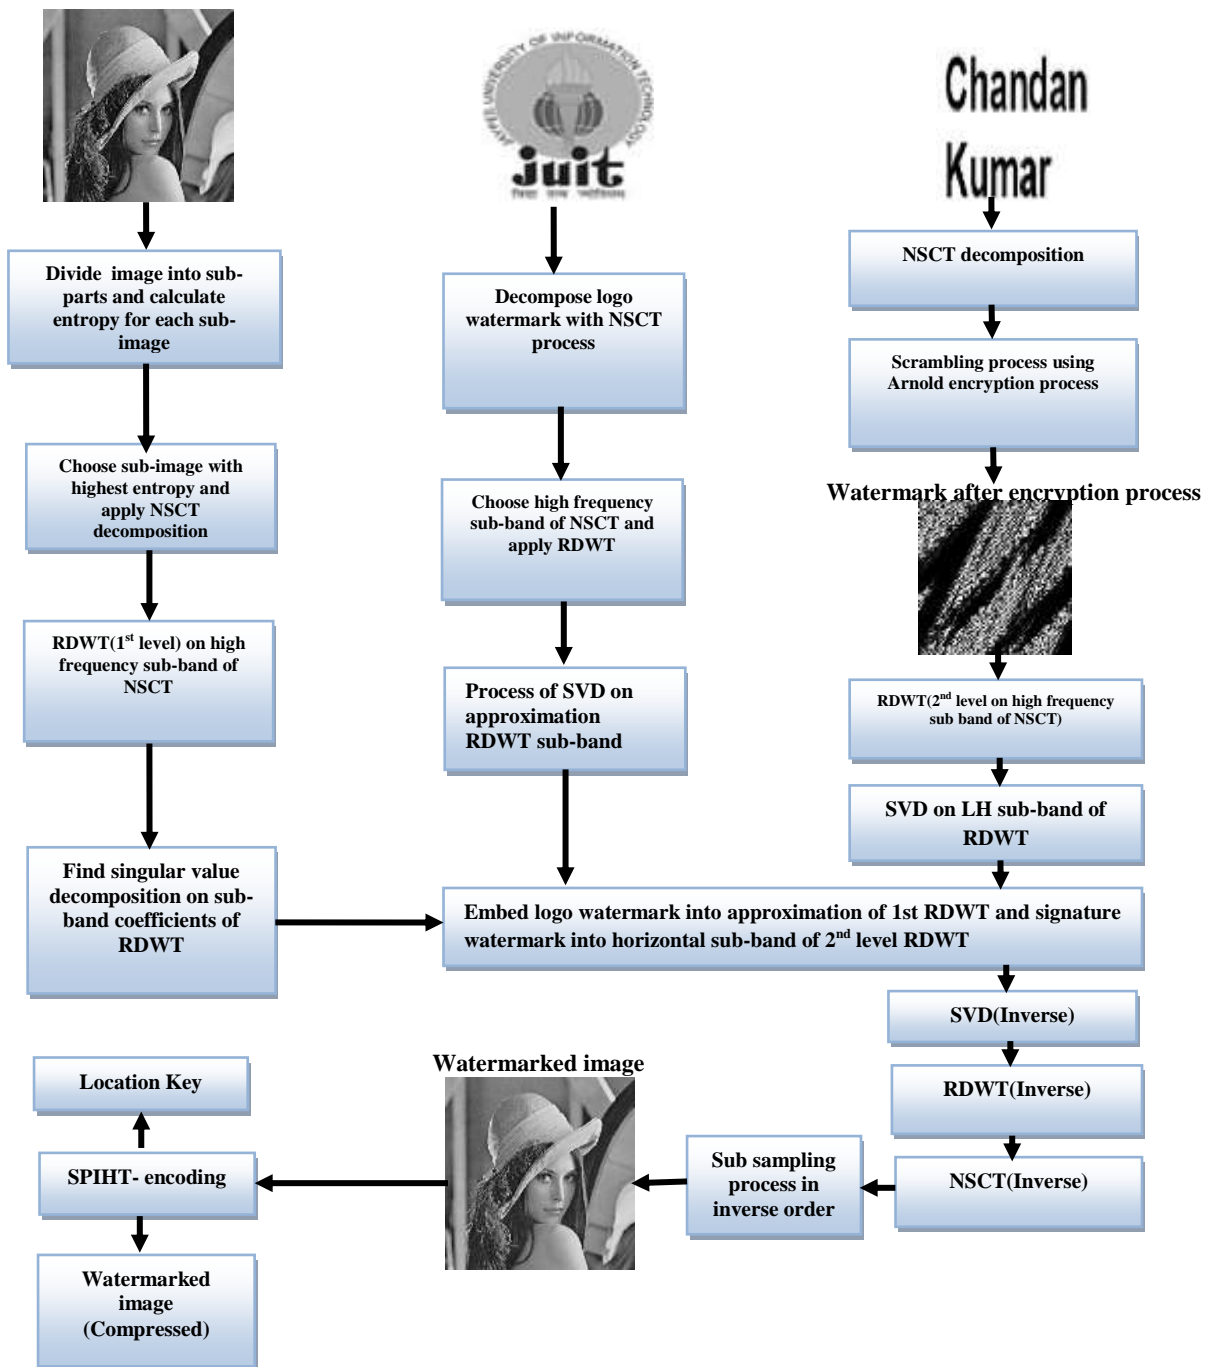 JAYPEE UNIVERSITY OF INFORMATION TECHNOLOGY
juit
Chandan
Kumar
Divide image into sub-
parts and calculate
entropy for each sub-
image
Choose sub-image with
highest entropy and
apply NSCT
decomposition
RDWT(1st level) on high
frequency sub-band of
NSCT
Find singular value
decomposition on sub-
band coefficients of
RDWT
Decompose logo
watermark with NSCT
process
Choose high frequency
sub-band of NSCT and
apply RDWT
Process of SVD on
approximation
RDWT sub-band
NSCT decomposition
Scrambling process using
Arnold encryption process
Watermark after encryption process
RDWT(2nd level on high frequency
sub band of NSCT)
SVD on LH sub-band of
RDWT
Embed logo watermark into approximation of 1st RDWT and signature
watermark into horizontal sub-band of 2nd level RDWT
SVD(Inverse)
RDWT(Inverse)
NSCT(Inverse)
Sub sampling
process in
inverse order
Watermarked image
SPIHT- encoding
Location Key
Watermarked
image
(Compressed)